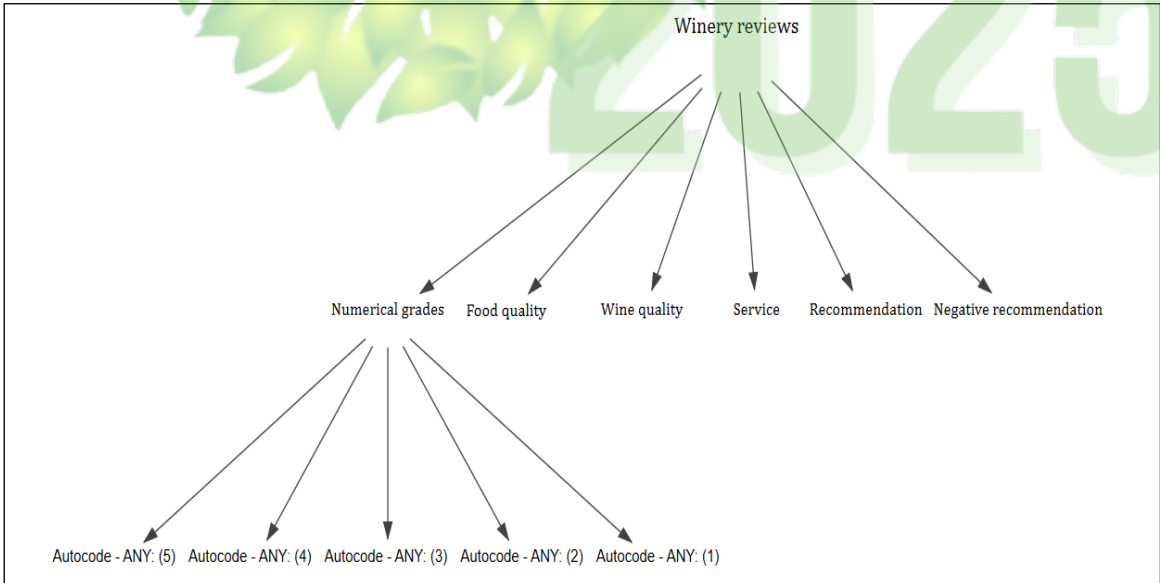 2025
Winery reviews
Numerical grades Food quality Wine quality Service Recommendation Negative recommendation
Autocode - ANY: (5) Autocode - ANY: (4) Autocode - ANY: (3) Autocode - ANY: (2) Autocode - ANY: (1)